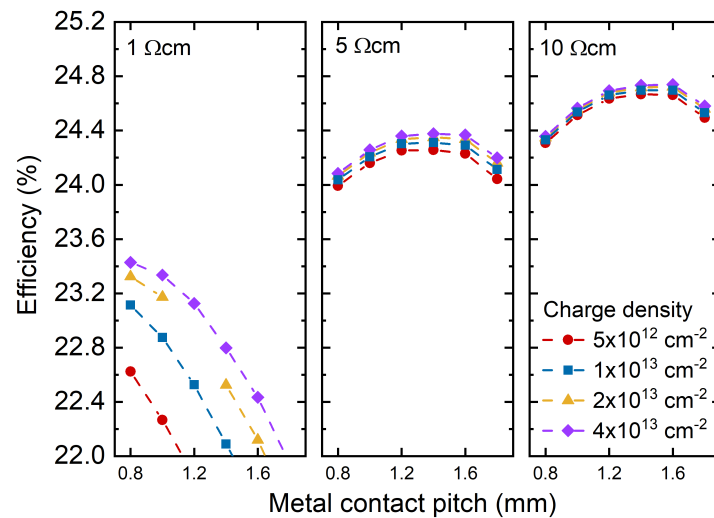 25.2
24.8
24.4
24.0
23.6
23.2
22.8
22.4
22.0
Efficiency (%)
1 Ωcm
5 Ωcm
10 Ωcm
Charge density
5x10¹² cm⁻²
1x10¹³ cm⁻²
2x10¹³ cm⁻²
4x10¹³ cm⁻²
0.8 1.2 1.6 0.8 1.2 1.6 0.8 1.2 1.6
Metal contact pitch (mm)